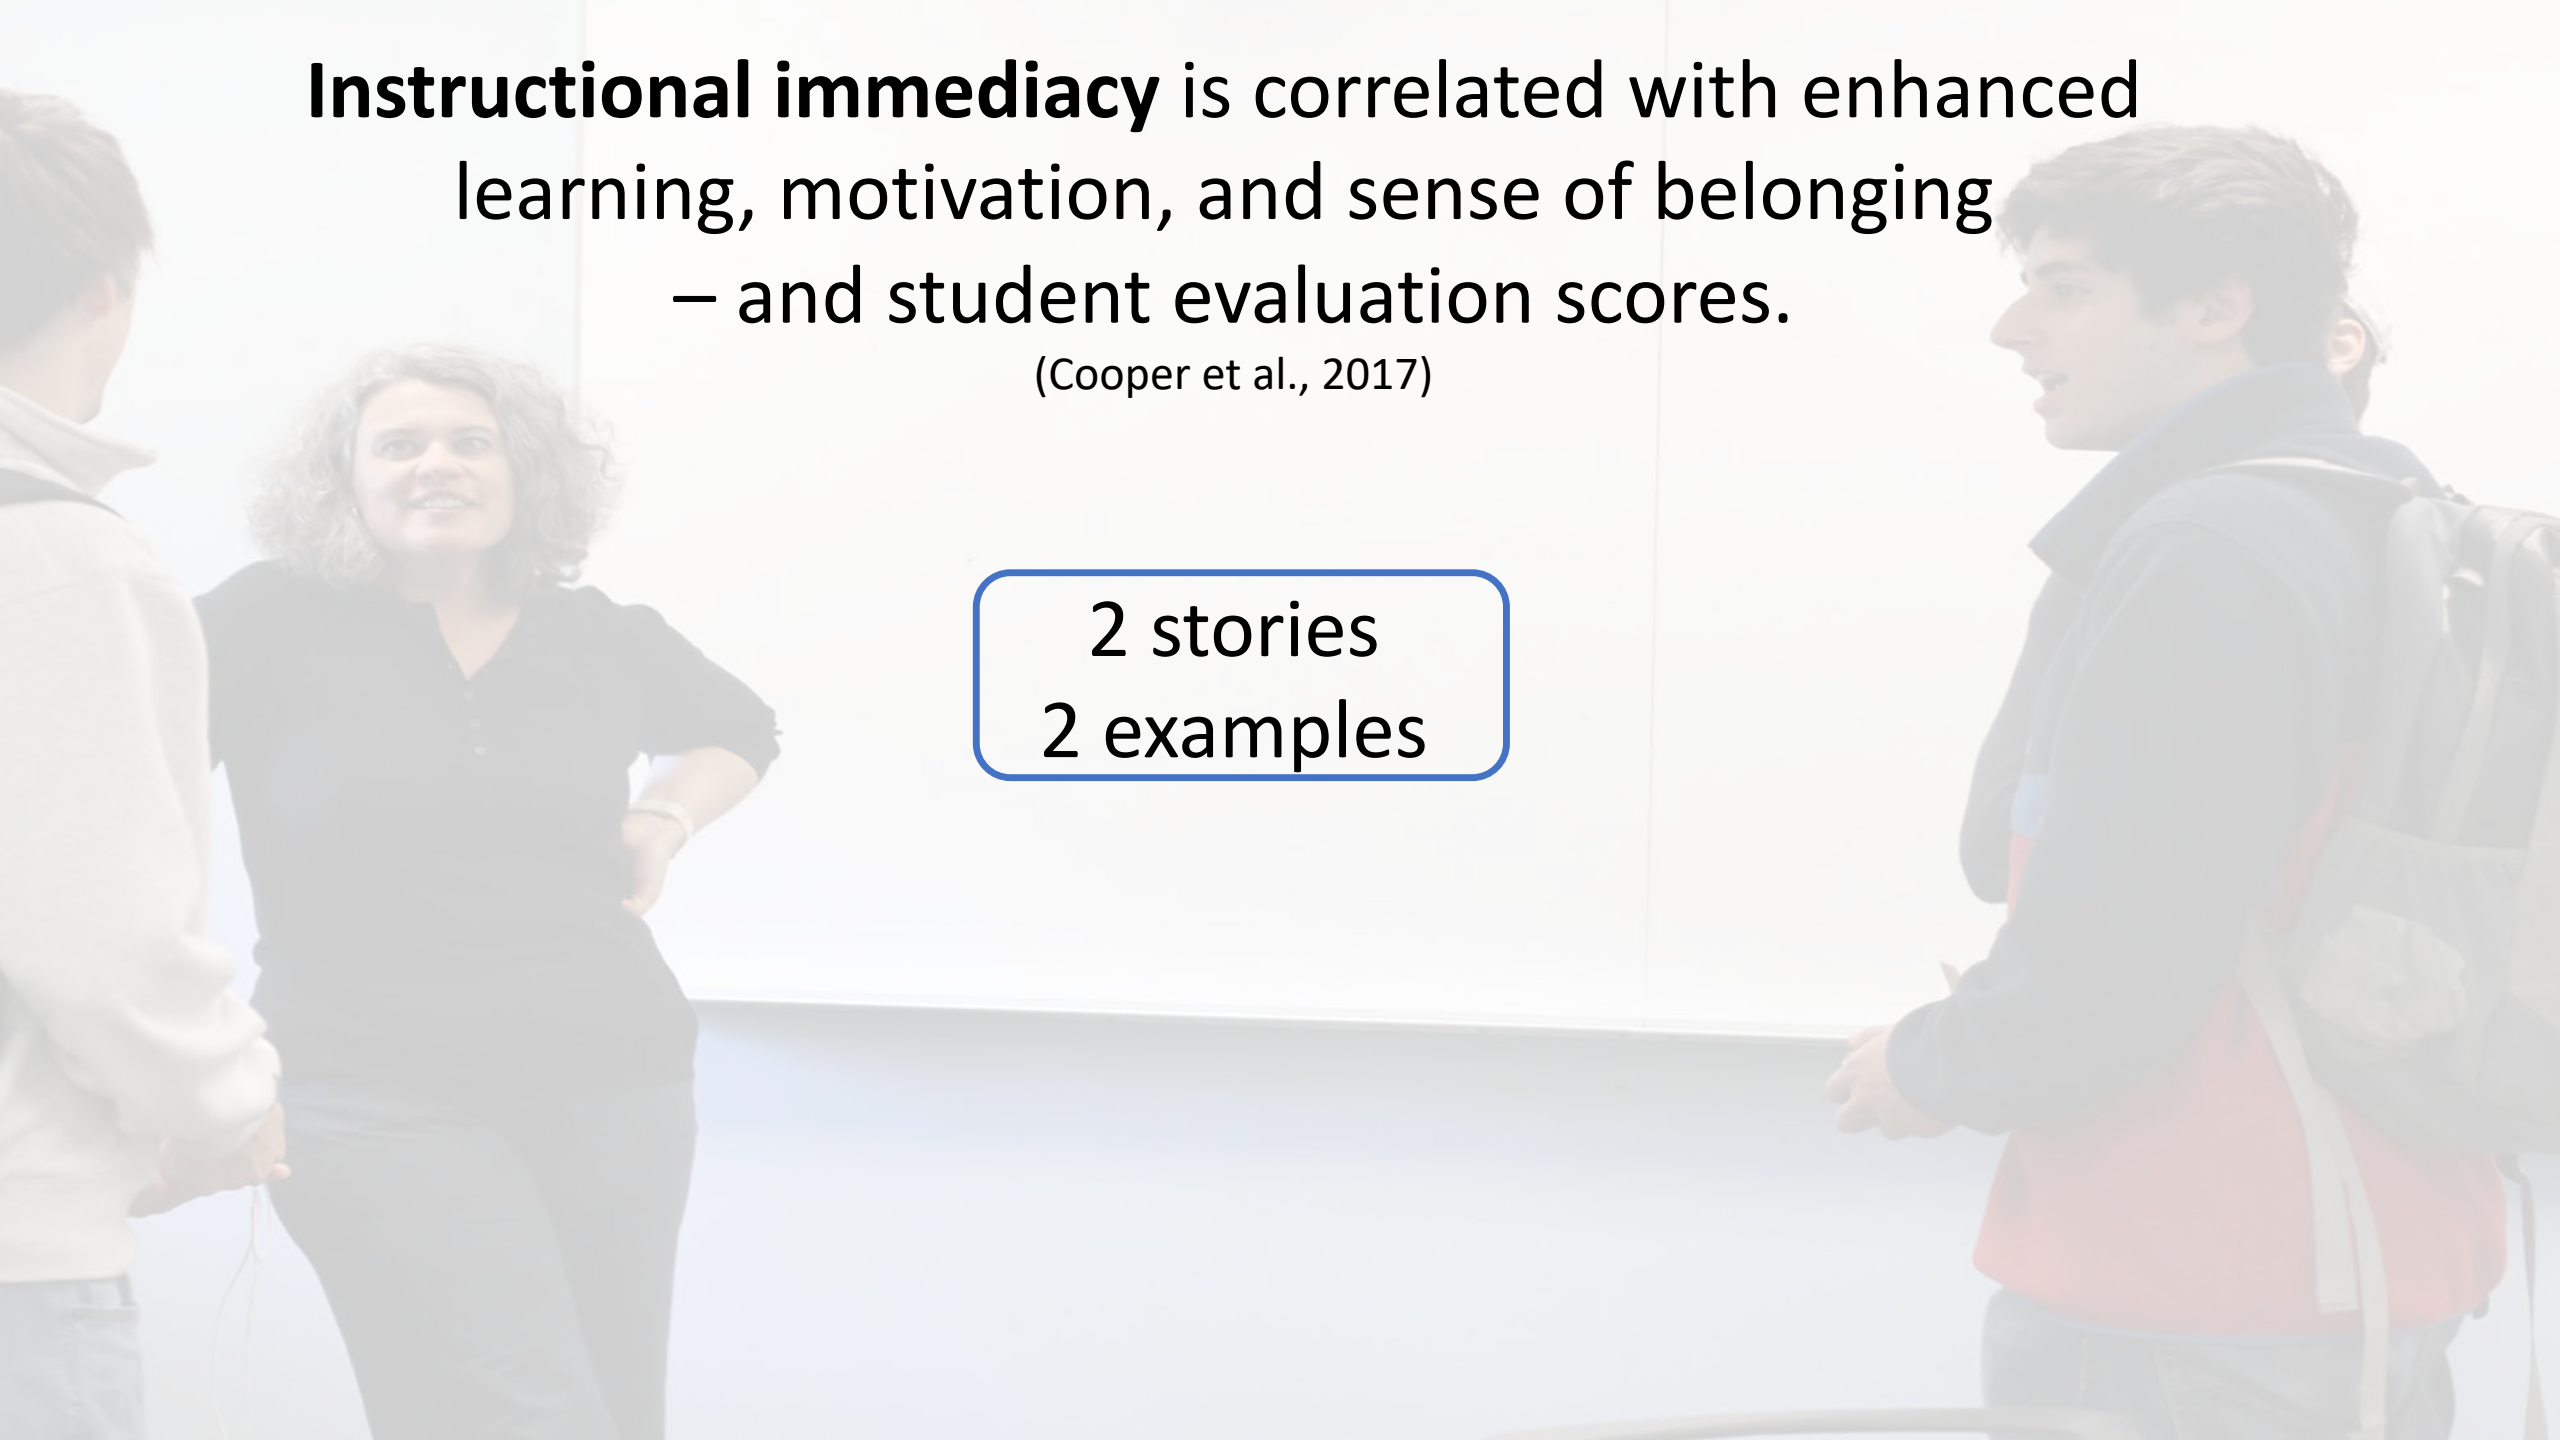 Instructional immediacy is correlated with enhanced
learning, motivation, and sense of belonging
– and student evaluation scores.
(Cooper et al., 2017)
2 stories
2 examples